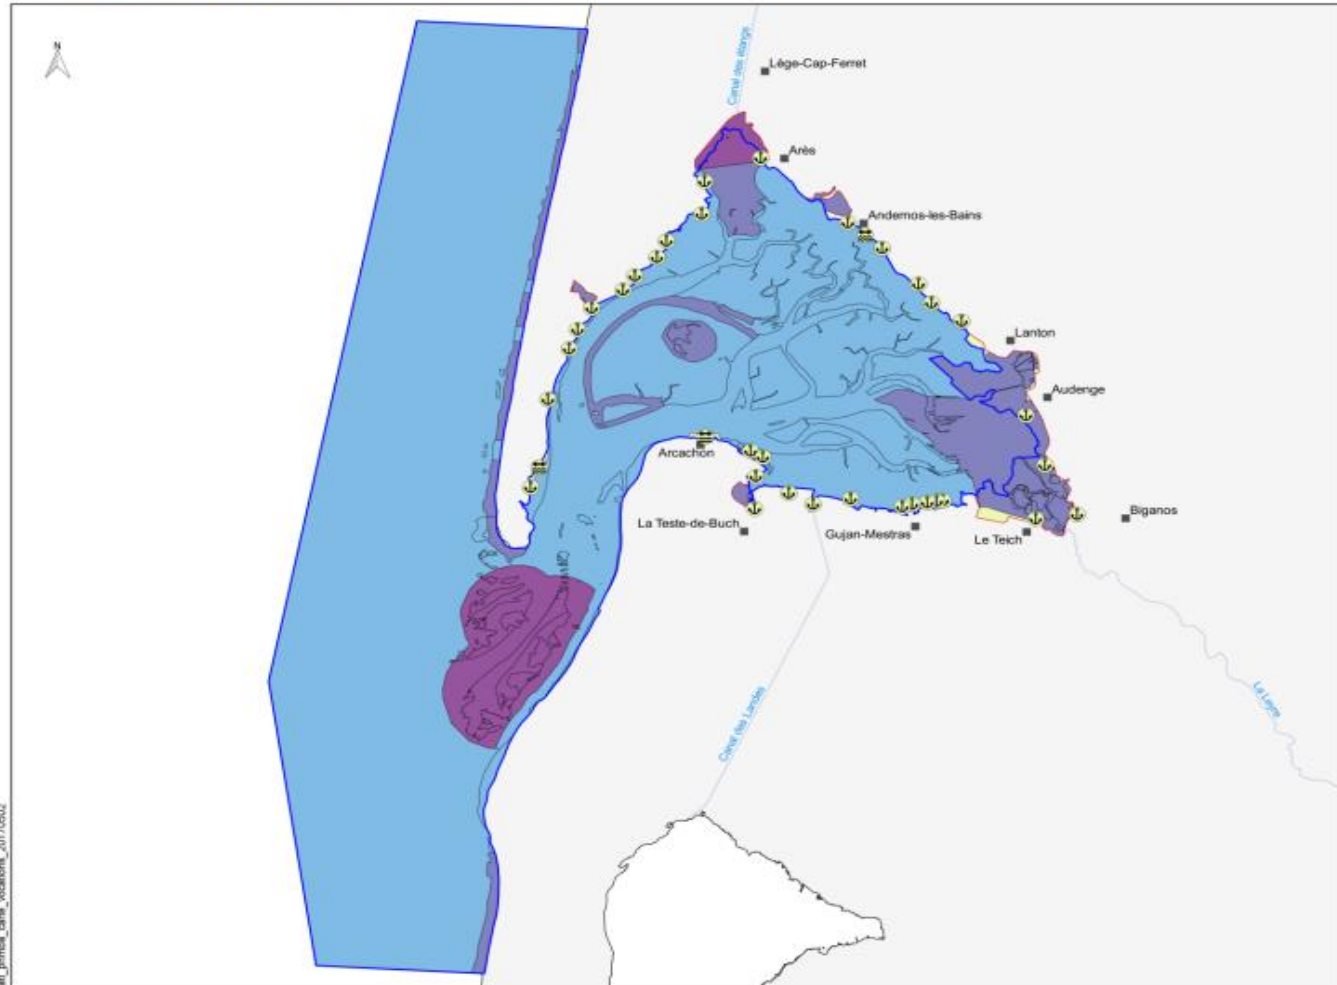 N
Lège-Cap-Ferret
Canal des étangs
Arès
Andernos-les-Bains
Lanton
Audenge
Arcachon
La Teste-de-Buch
Gujan-Mestras
Le Teich
Biganos
Canal des Landes
La Leyre